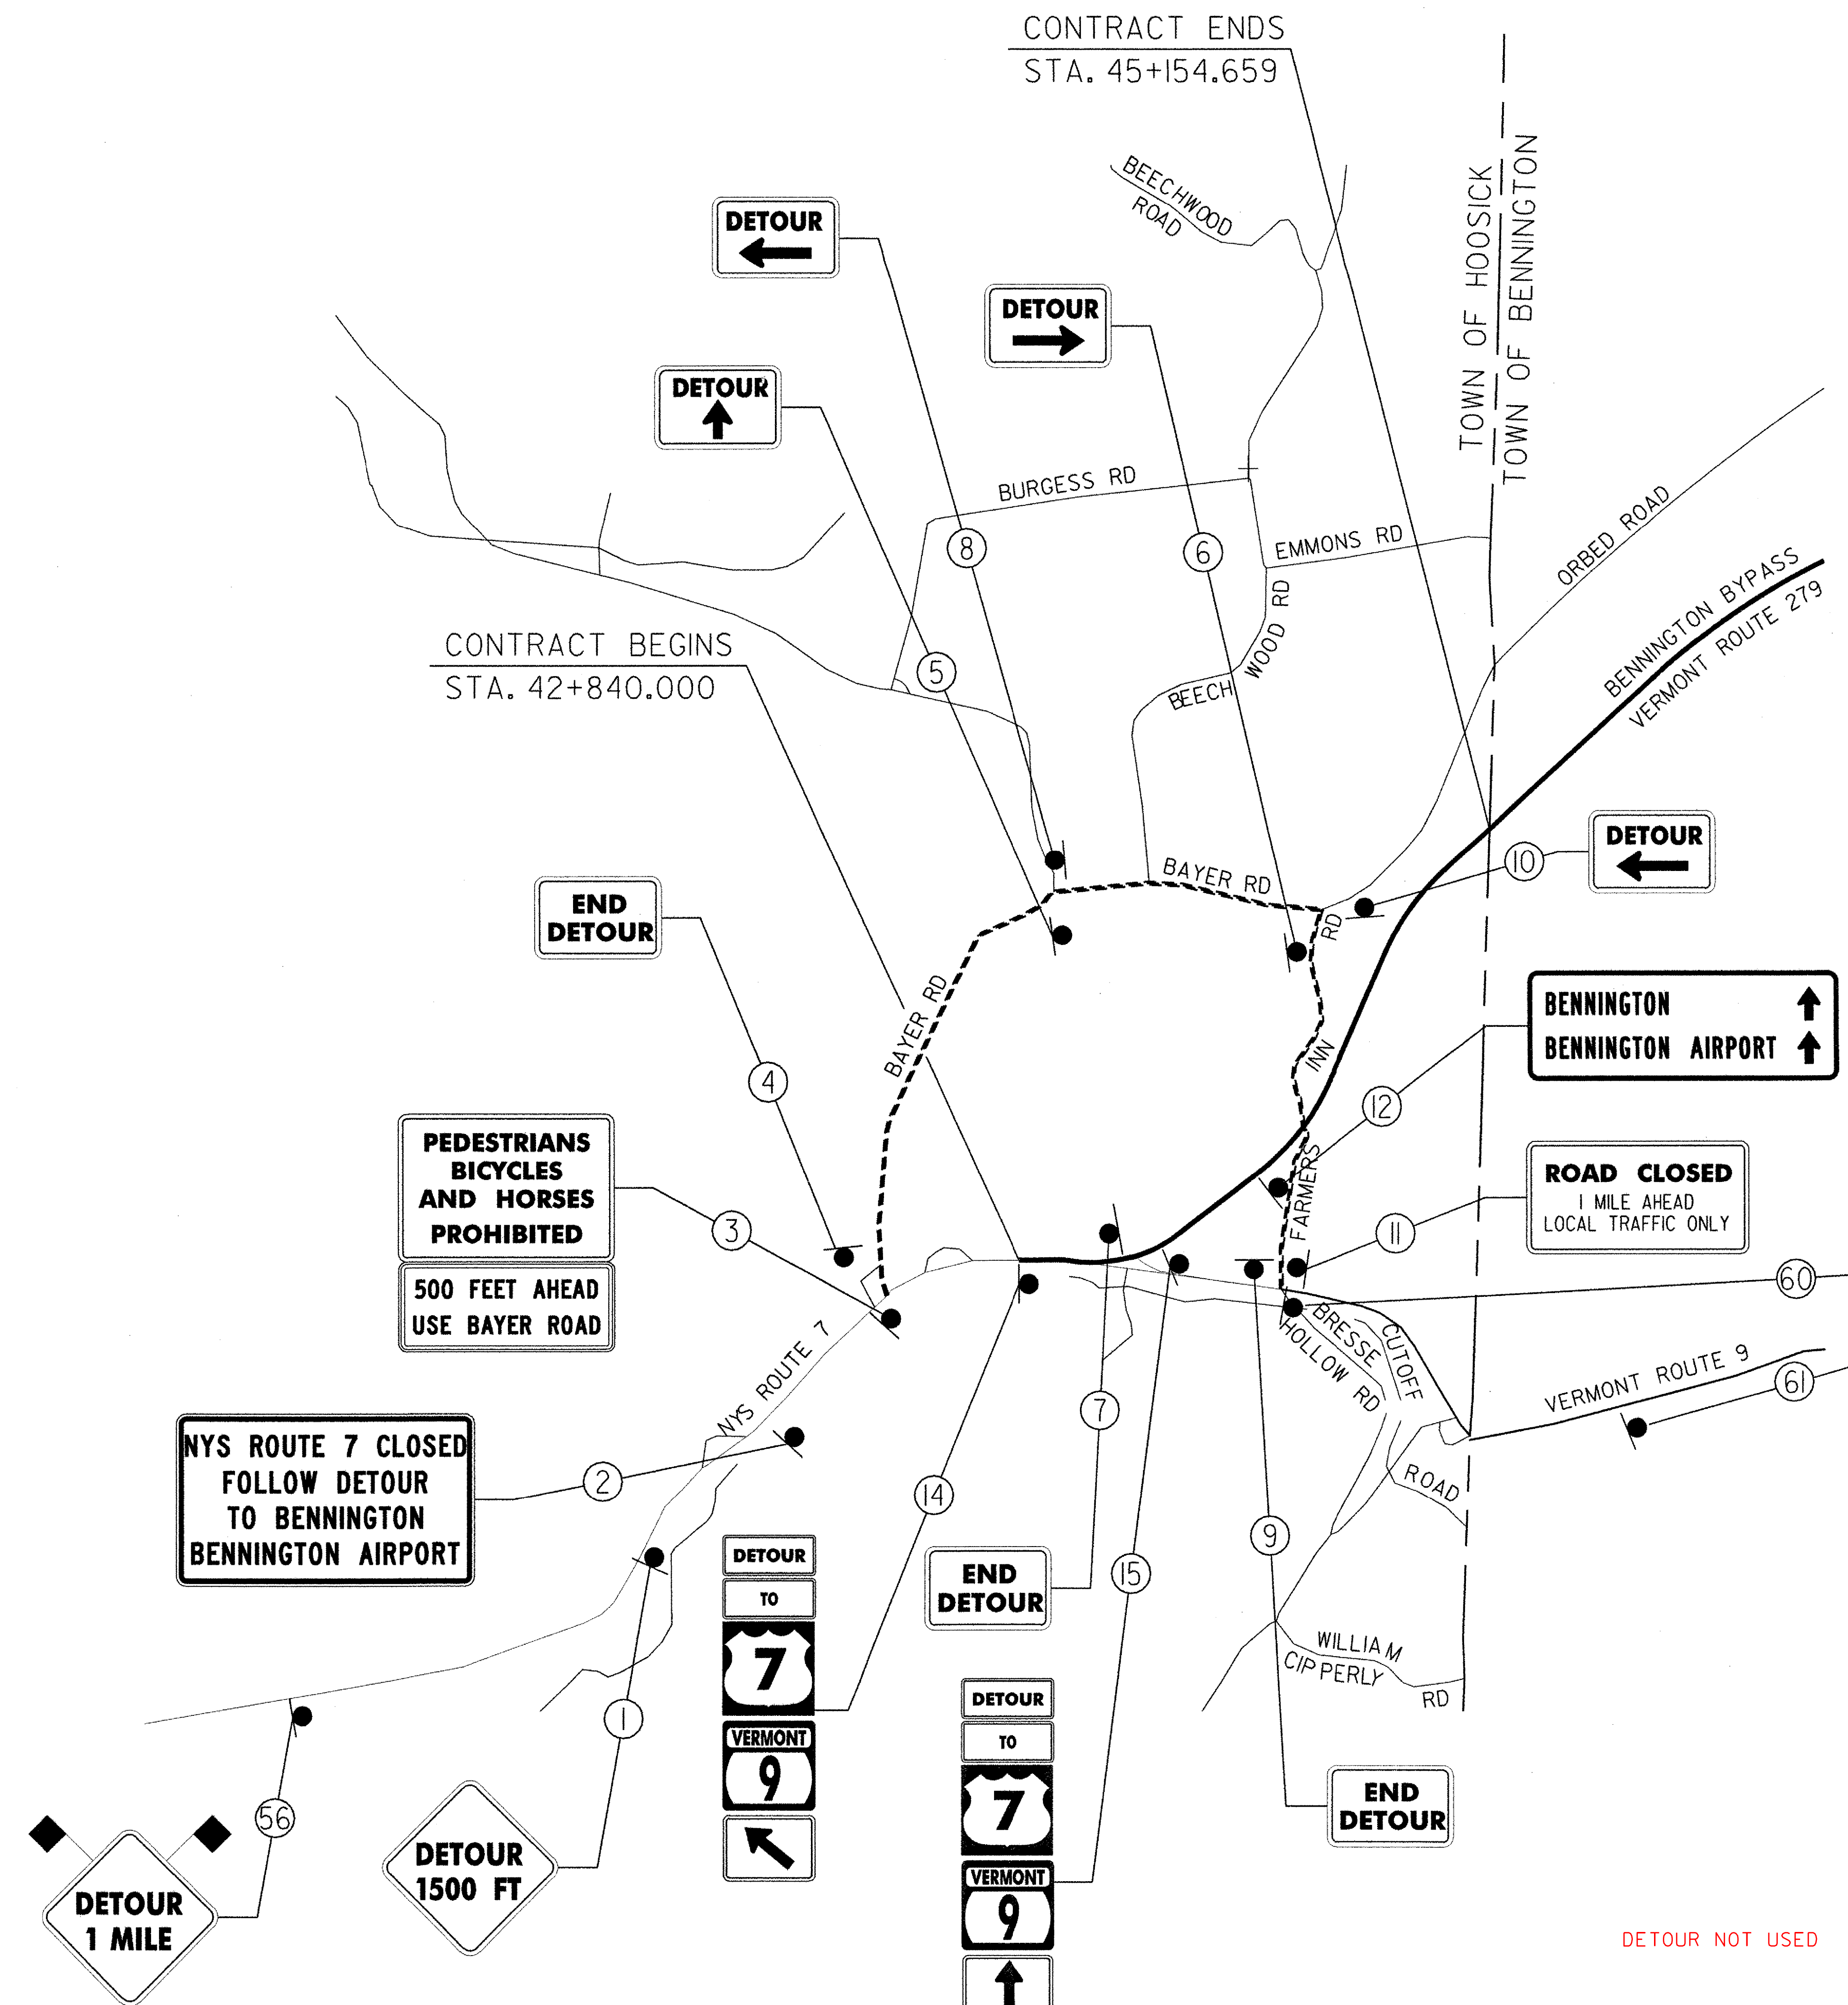 CONTRACT ENDS
STA. 45+154.659
TOWN OF HOOSICK
TOWN OF BENNINGTON
BEECHWOOD
ROAD
DETOUR
DETOUR
DETOUR
BURGESS RD
8
6
EMMONS RD
ORBED ROAD
BENNINGTON BYPASS
VERMONT ROUTE 279
CONTRACT BEGINS
STA. 42+840.000
5
BEECH WOOD RD
DETOUR
10
BAYER RD
END
DETOUR
BAYER RD
FARMERS INN RD
BENNINGTON
BENNINGTON AIRPORT
4
12
PEDESTRIANS
BICYCLES
AND HORSES
PROHIBITED
500 FEET AHEAD
USE BAYER ROAD
3
ROAD CLOSED
1 MILE AHEAD
LOCAL TRAFFIC ONLY
11
60
BRESSE
HOLLOW RD
CUTOFF
ROAD
VERMONT ROUTE 9
61
NYS ROUTE 7
NYS ROUTE 7 CLOSED
FOLLOW DETOUR
TO BENNINGTON
BENNINGTON AIRPORT
2
7
14
15
9
DETOUR
TO
7
VERMONT
9
END
DETOUR
WILLIAM
CIPPERLY
RD
1
DETOUR
TO
7
VERMONT
9
END
DETOUR
56
DETOUR
1 MILE
DETOUR
1500 FT
DETOUR NOT USED